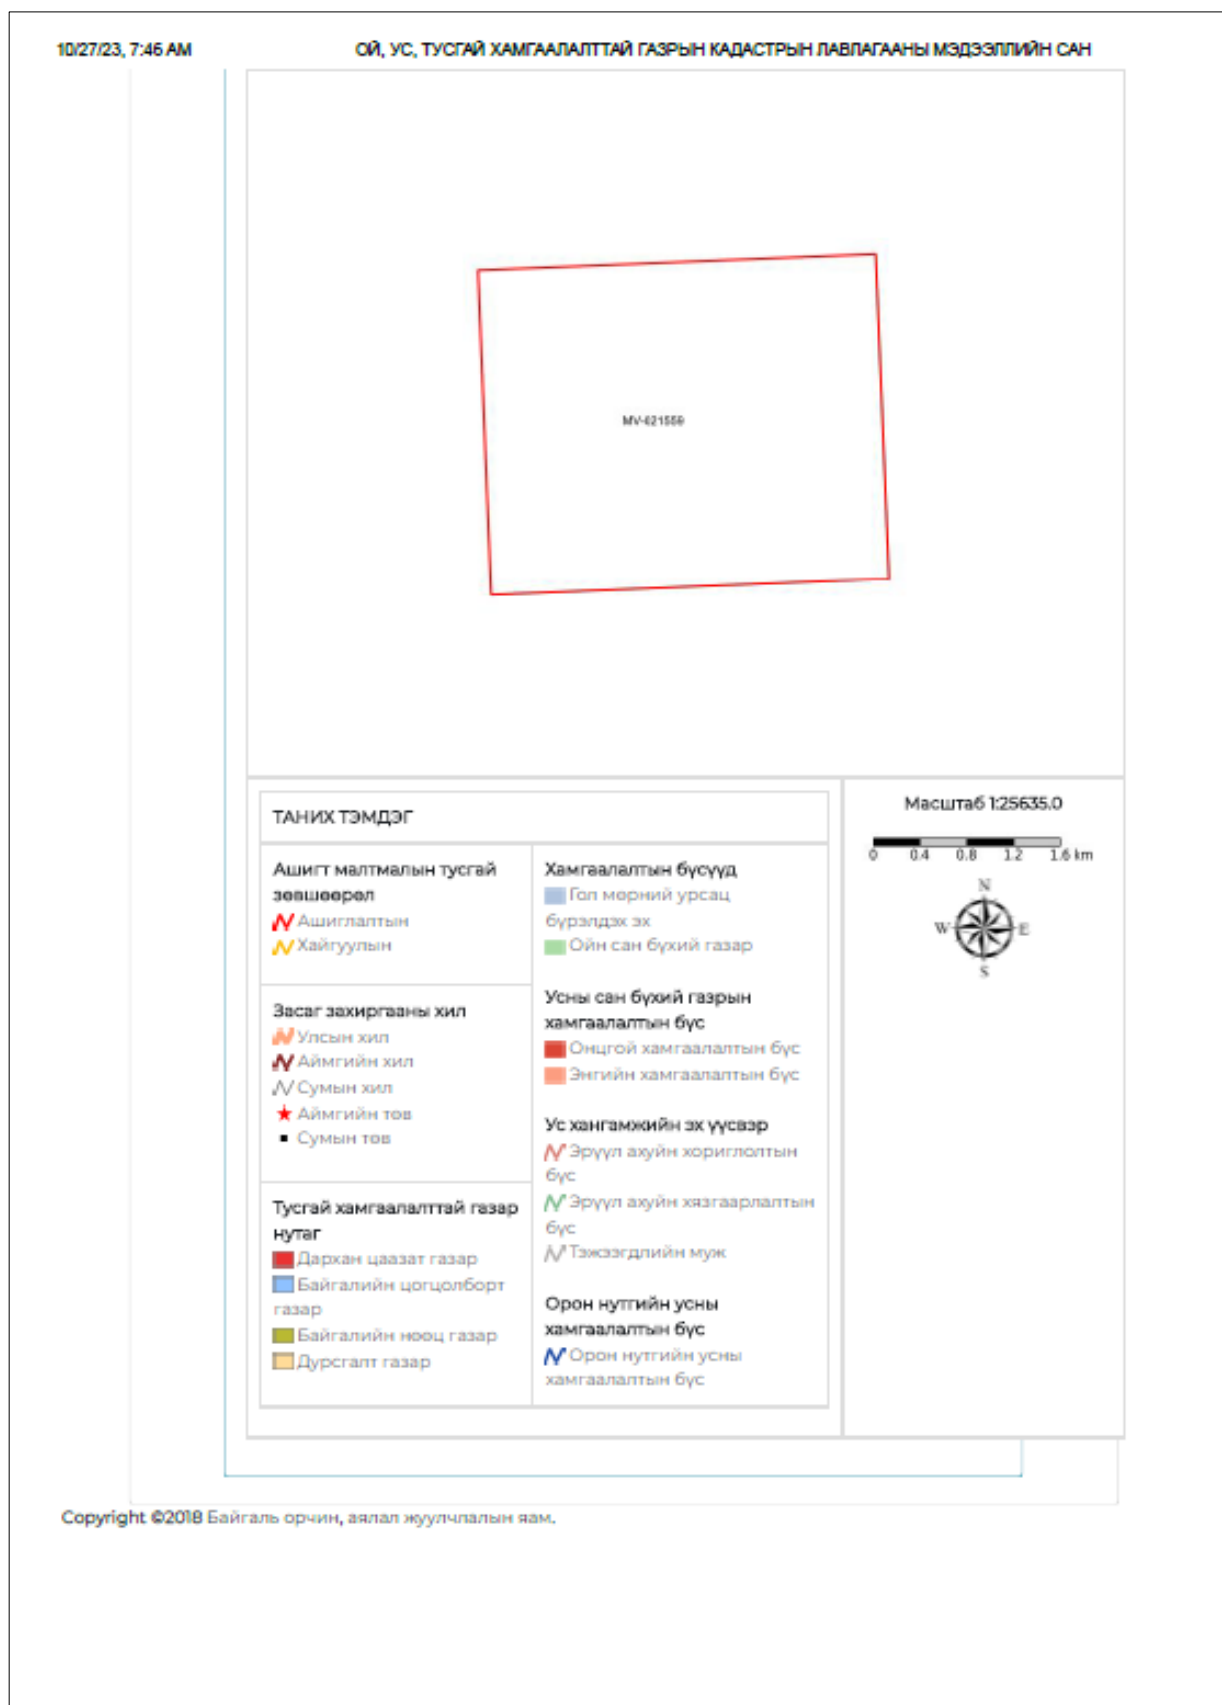 10/27/23, 7:46 AM
ОЙ, УС, ТУСГАЙ ХАМГААЛАЛТТАЙ ГАЗРЫН КАДАСТРЫН ЛАВЛАГААНЫ МЭДЭЭЛЛИЙН САН
MV-021559
ТАНИХ ТЭМДЭГ
Ашигт малтмалын тусгай
зөвшөөрөл
Ашиглалтын
Хайгуулын
Засаг захиргааны хил
Улсын хил
Аймгийн хил
Сумын хил
Аймгийн төв
Сумын төв
Тусгай хамгаалалттай газар
нутаг
Дархан цаазат газар
Байгалийн цогцолборт
газар
Байгалийн нөөц газар
Дурсгалт газар
Хамгаалалтын бүсүүд
Гол мөрний урсац
бүрэлдэх эх
Ойн сан бүхий газар
Усны сан бүхий газрын
хамгаалалтын бүс
Онцгой хамгаалалтын бүс
Энгийн хамгаалалтын бүс
Ус хангамжийн эх үүсвэр
Эрүүл ахуйн хориглолтын
бүс
Эрүүл ахуйн хязгаарлалтын
бүс
Тэжээгдлийн муж
Орон нутгийн усны
хамгаалалтын бүс
Орон нутгийн усны
хамгаалалтын бүс
Масштаб 1:25635.0
0 0.4 0.8 1.2 1.6 km
N
W E
S
Copyright ©2018 Байгаль орчин, аялал жуулчлалын яам.